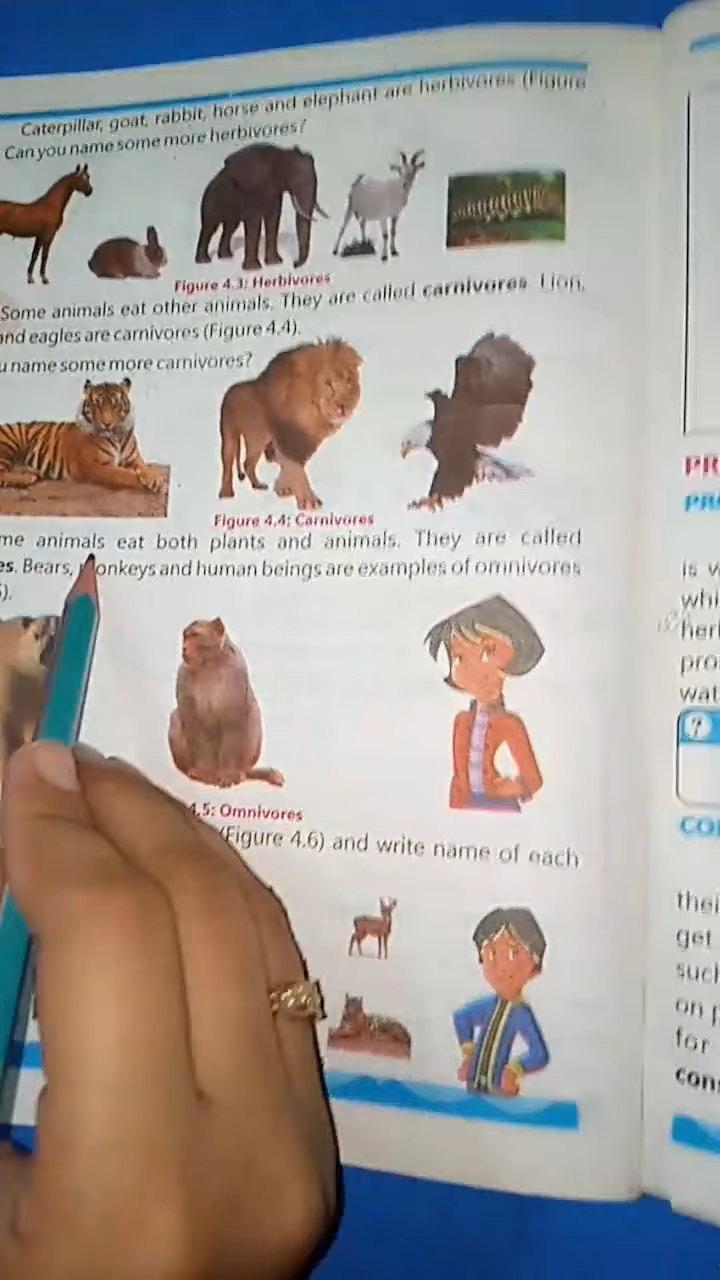 Caterpillar, goat, rabbit, horse and elephant are herbivores (Figure
Can you name some more herbivores?
Figure 4.3: Herbivores
Some animals eat other animals. They are called carnivores. Lion,
and eagles are carnivores (Figure 4.4).
u name some more carnivores?
Figure 4.4: Carnivores
me animals eat both plants and animals. They are called
es. Bears, monkeys and human beings are examples of omnivores
).
4.5: Omnivores
(Figure 4.6) and write name of each
PR
PR
is w
whi
her
pro
wat
?
CO
thei
get
such
on p
for
cons